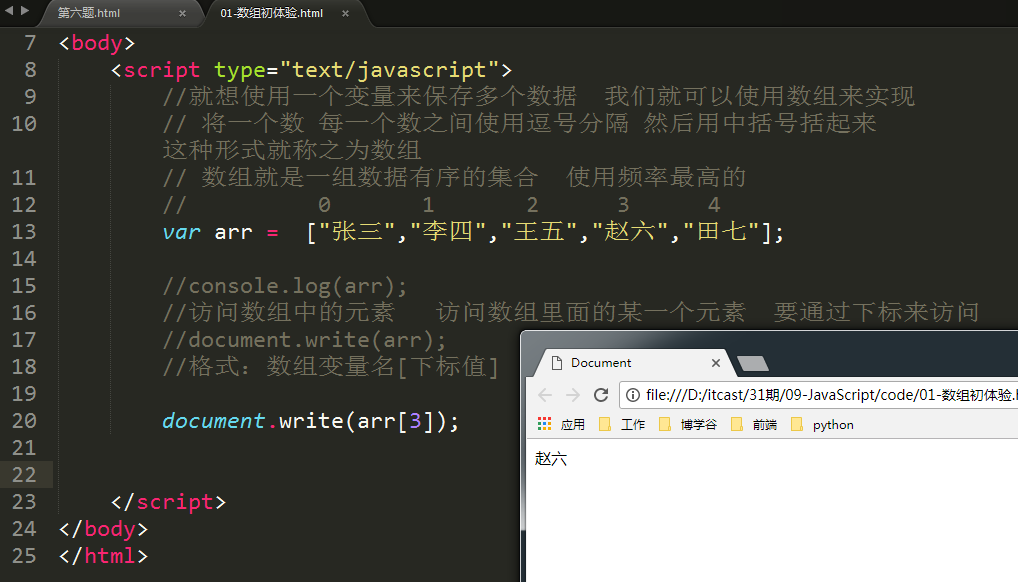 第六题.html × 01-数组初体验.html ×
7 <body>
8 <script type="text/javascript">
9 //就想使用一个变量来保存多个数据 我们就可以使用数组来实现
10 // 将一个数 每一个数之间使用逗号分隔 然后用中括号括起来
这种形式就称之为数组
11 // 数组就是一组数据有序的集合 使用频率最高的
12 // 0 1 2 3 4
13 var arr = ["张三","李四","王五","赵六","田七"];
14
15 //console.log(arr);
16 //访问数组中的元素 访问数组里面的某一个元素 要通过下标来访问
17 //document.write(arr);
18 //格式：数组变量名[下标值]
19
20 document.write(arr[3]);
21
22
23 </script>
24 </body>
25 </html>
Document ×
file:///D:/itcast/31期/09-JavaScript/code/01-数组初体验.
应用 工作 博学谷 前端 python
赵六